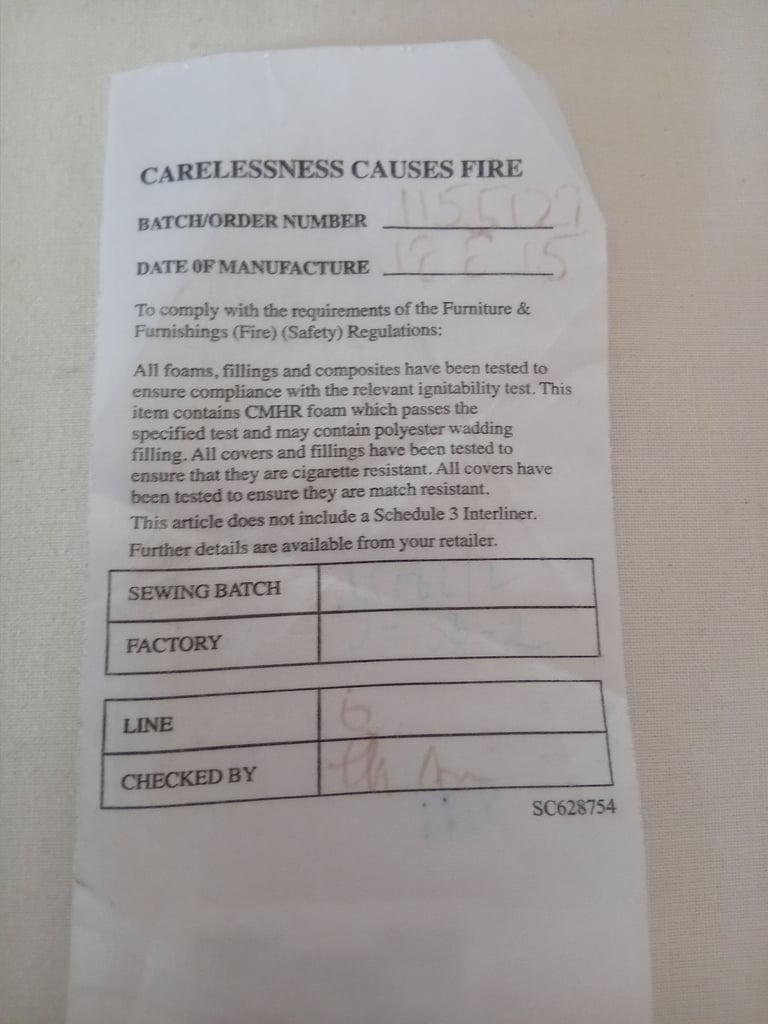 CARELESSNESS CAUSES FIRE
BATCH/ORDER NUMBER 1155127
DATE OF MANUFACTURE 15
To comply with the requirements of the Furniture &
Furnishings (Fire) (Safety) Regulations:
All foams, fillings and composites have been tested to
ensure compliance with the relevant ignitability test. This
item contains CMHR foam which passes the
specified test and may contain polyester wadding
filling. All covers and fillings have been tested to
ensure that they are cigarette resistant. All covers have
been tested to ensure they are match resistant.
This article does not include a Schedule 3 Interliner.
Further details are available from your retailer.
SEWING BATCH
FACTORY
LINE 6
CHECKED BY
SC628754